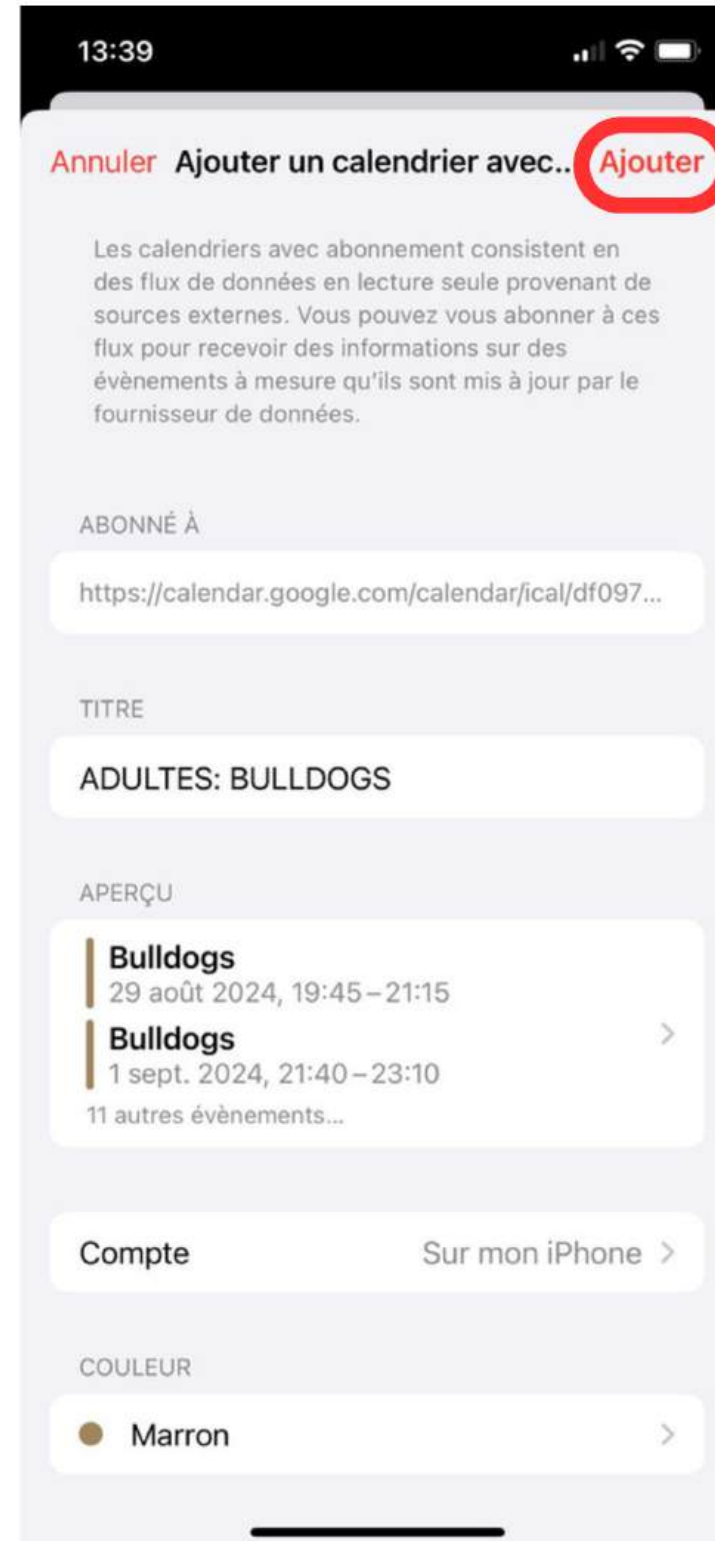 13:39
Annuler Ajouter un calendrier avec.. Ajouter
Les calendriers avec abonnement consistent en
des flux de données en lecture seule provenant de
sources externes. Vous pouvez vous abonner à ces
flux pour recevoir des informations sur des
évènements à mesure qu'ils sont mis à jour par le
fournisseur de données.
ABONNÉ À
https://calendar.google.com/calendar/ical/df097...
TITRE
ADULTES: BULLDOGS
APERÇU
Bulldogs
29 août 2024, 19:45 – 21:15
Bulldogs
1 sept. 2024, 21:40 – 23:10
11 autres évènements...
Compte Sur mon iPhone
COULEUR
Marron